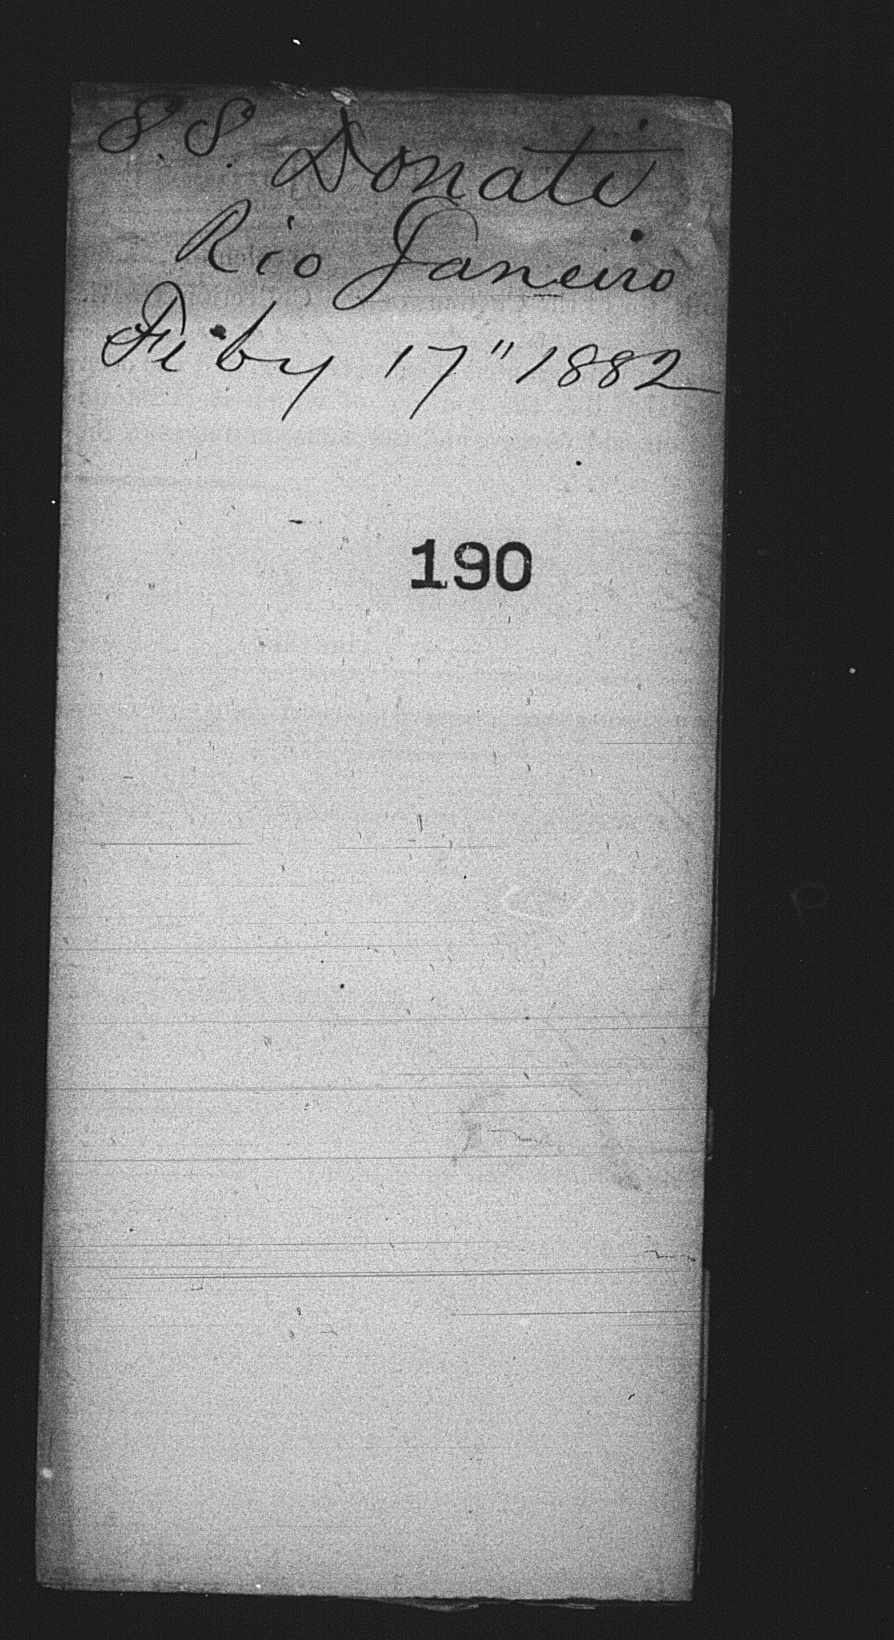 S. S. Donati
Rio Janeiro
Feby 17" 1882
190